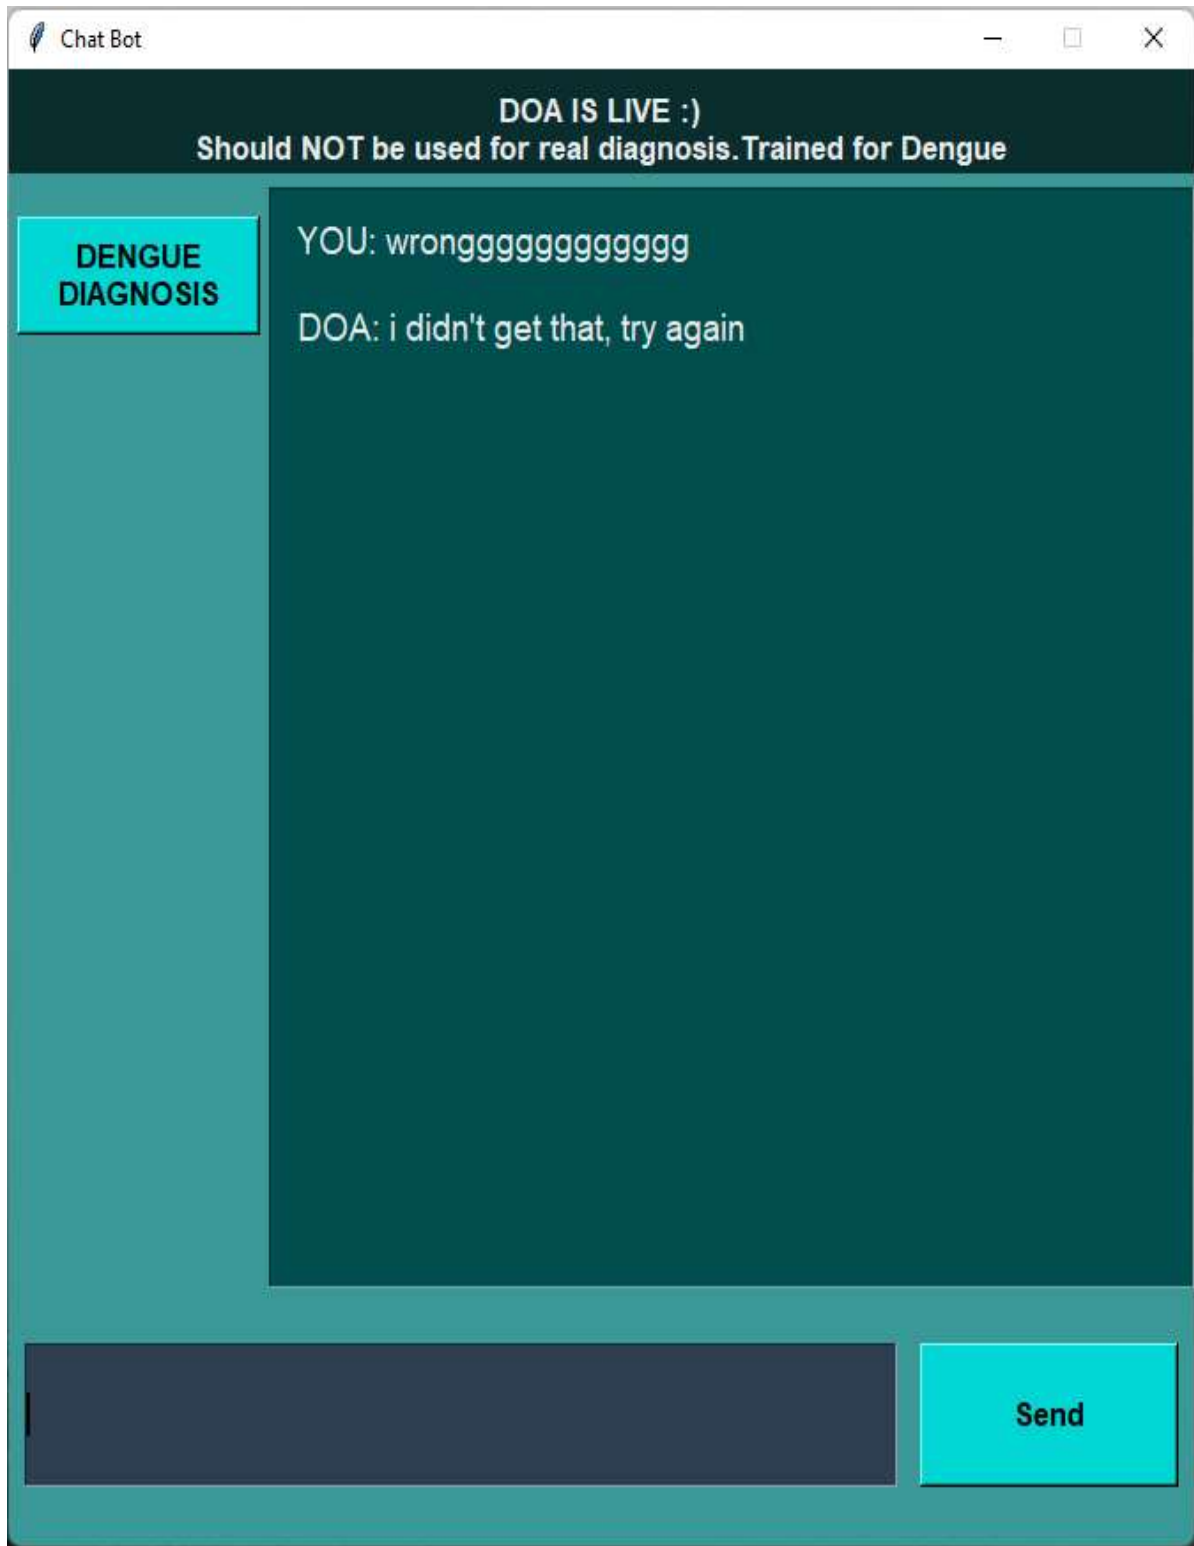 Chat Bot
DOA IS LIVE :)
Should NOT be used for real diagnosis.Trained for Dengue
DENGUE
DIAGNOSIS
YOU: wrongggggggggggg
DOA: i didn't get that, try again
Send